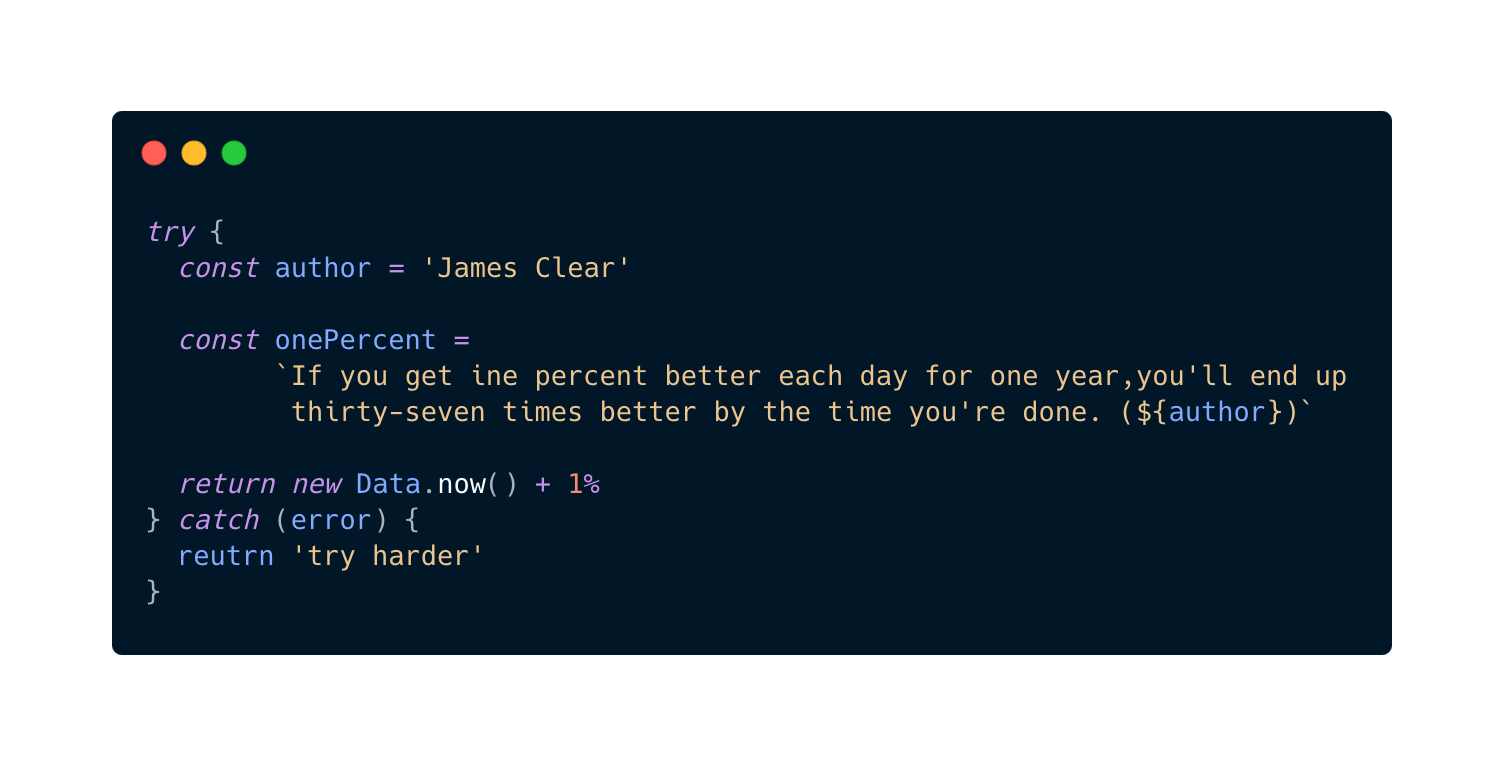 try {
  const author = 'James Clear'
  const onePercent =
        `If you get ine percent better each day for one year,you'll end up
         thirty-seven times better by the time you're done. (${author})`
  return new Data.now() + 1%
} catch (error) {
  reutrn 'try harder'
}